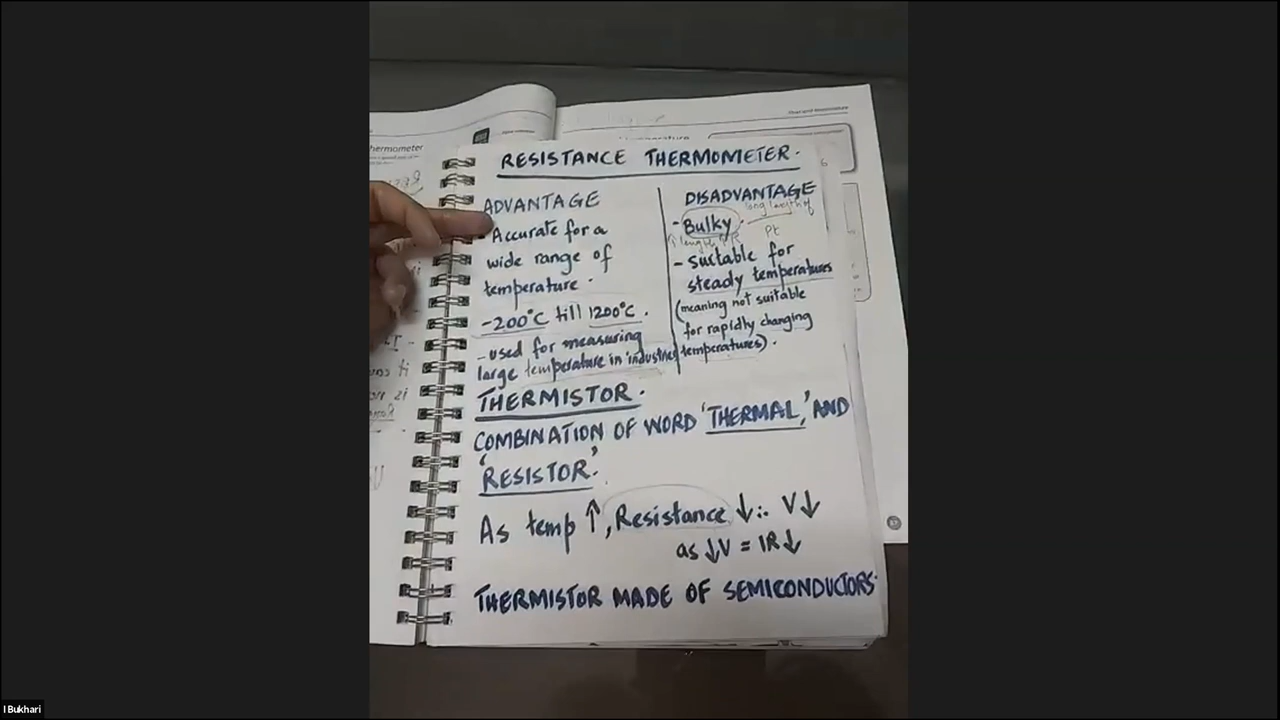 hermometer
RESISTANCE THERMOMETER.
ADVANTAGE
- Accurate for a
wide range of
temperature.
-200°C till 1200°C.
- used for measuring
large temperature in industries
DISADVANTAGE
- Bulky. long length of
Pt
- Suitable for
steady temperatures
(meaning not suitable
for rapidly changing
temperatures).
THERMISTOR.
COMBINATION OF WORD 'THERMAL,' AND
'RESISTOR.'
As temp ↑, Resistance ↓ ∴ V↓
as ↓V = IR↓
THERMISTOR MADE OF SEMICONDUCTORS.
I Bukhari